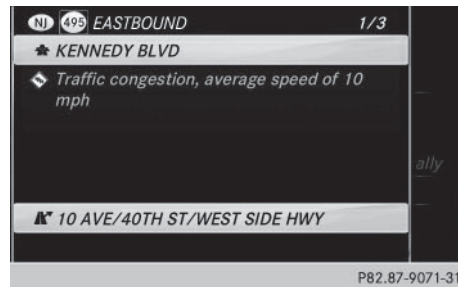 NJ 495 EASTBOUND 1/3
KENNEDY BLVD
Traffic congestion, average speed of 10
mph
ally
10 AVE/40TH ST/WEST SIDE HWY
P82.87-9071-31